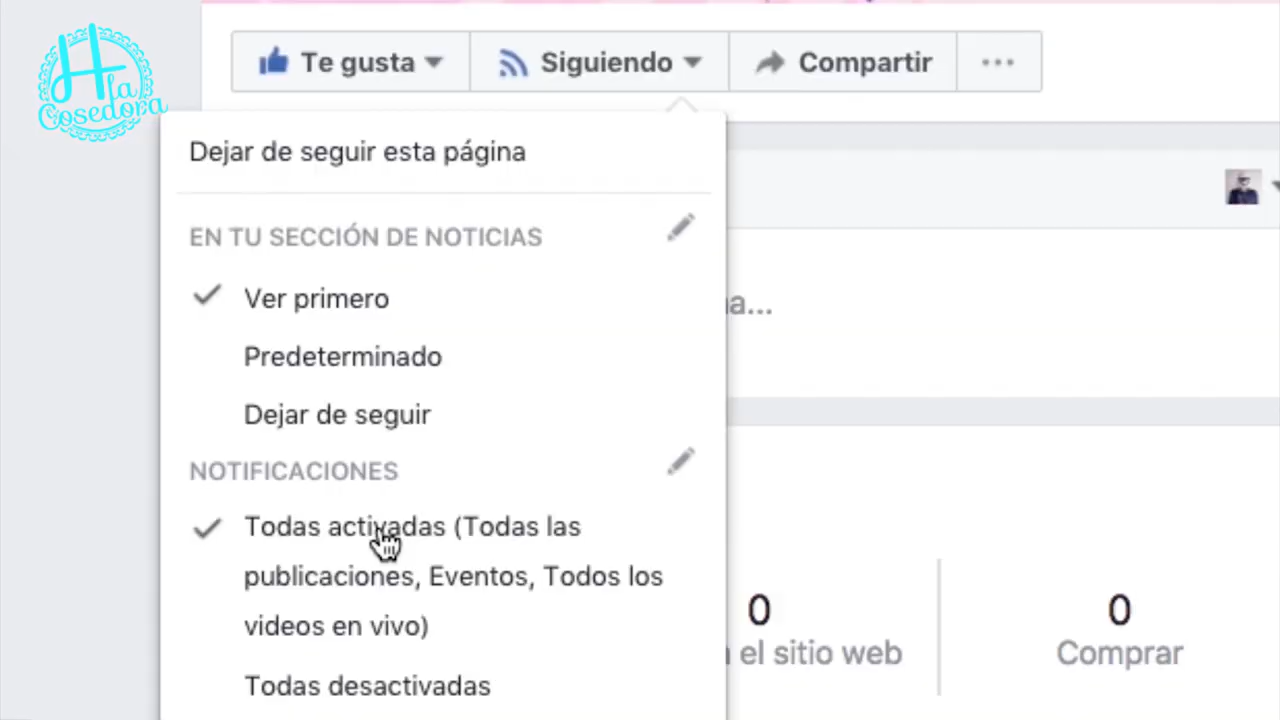 H
la
Cosedora
Te gusta
Siguiendo
Compartir
Dejar de seguir esta página
EN TU SECCIÓN DE NOTICIAS
Ver primero
Predeterminado
Dejar de seguir
NOTIFICACIONES
Todas activadas (Todas las
publicaciones, Eventos, Todos los
videos en vivo)
Todas desactivadas
a...
0
el sitio web
0
Comprar